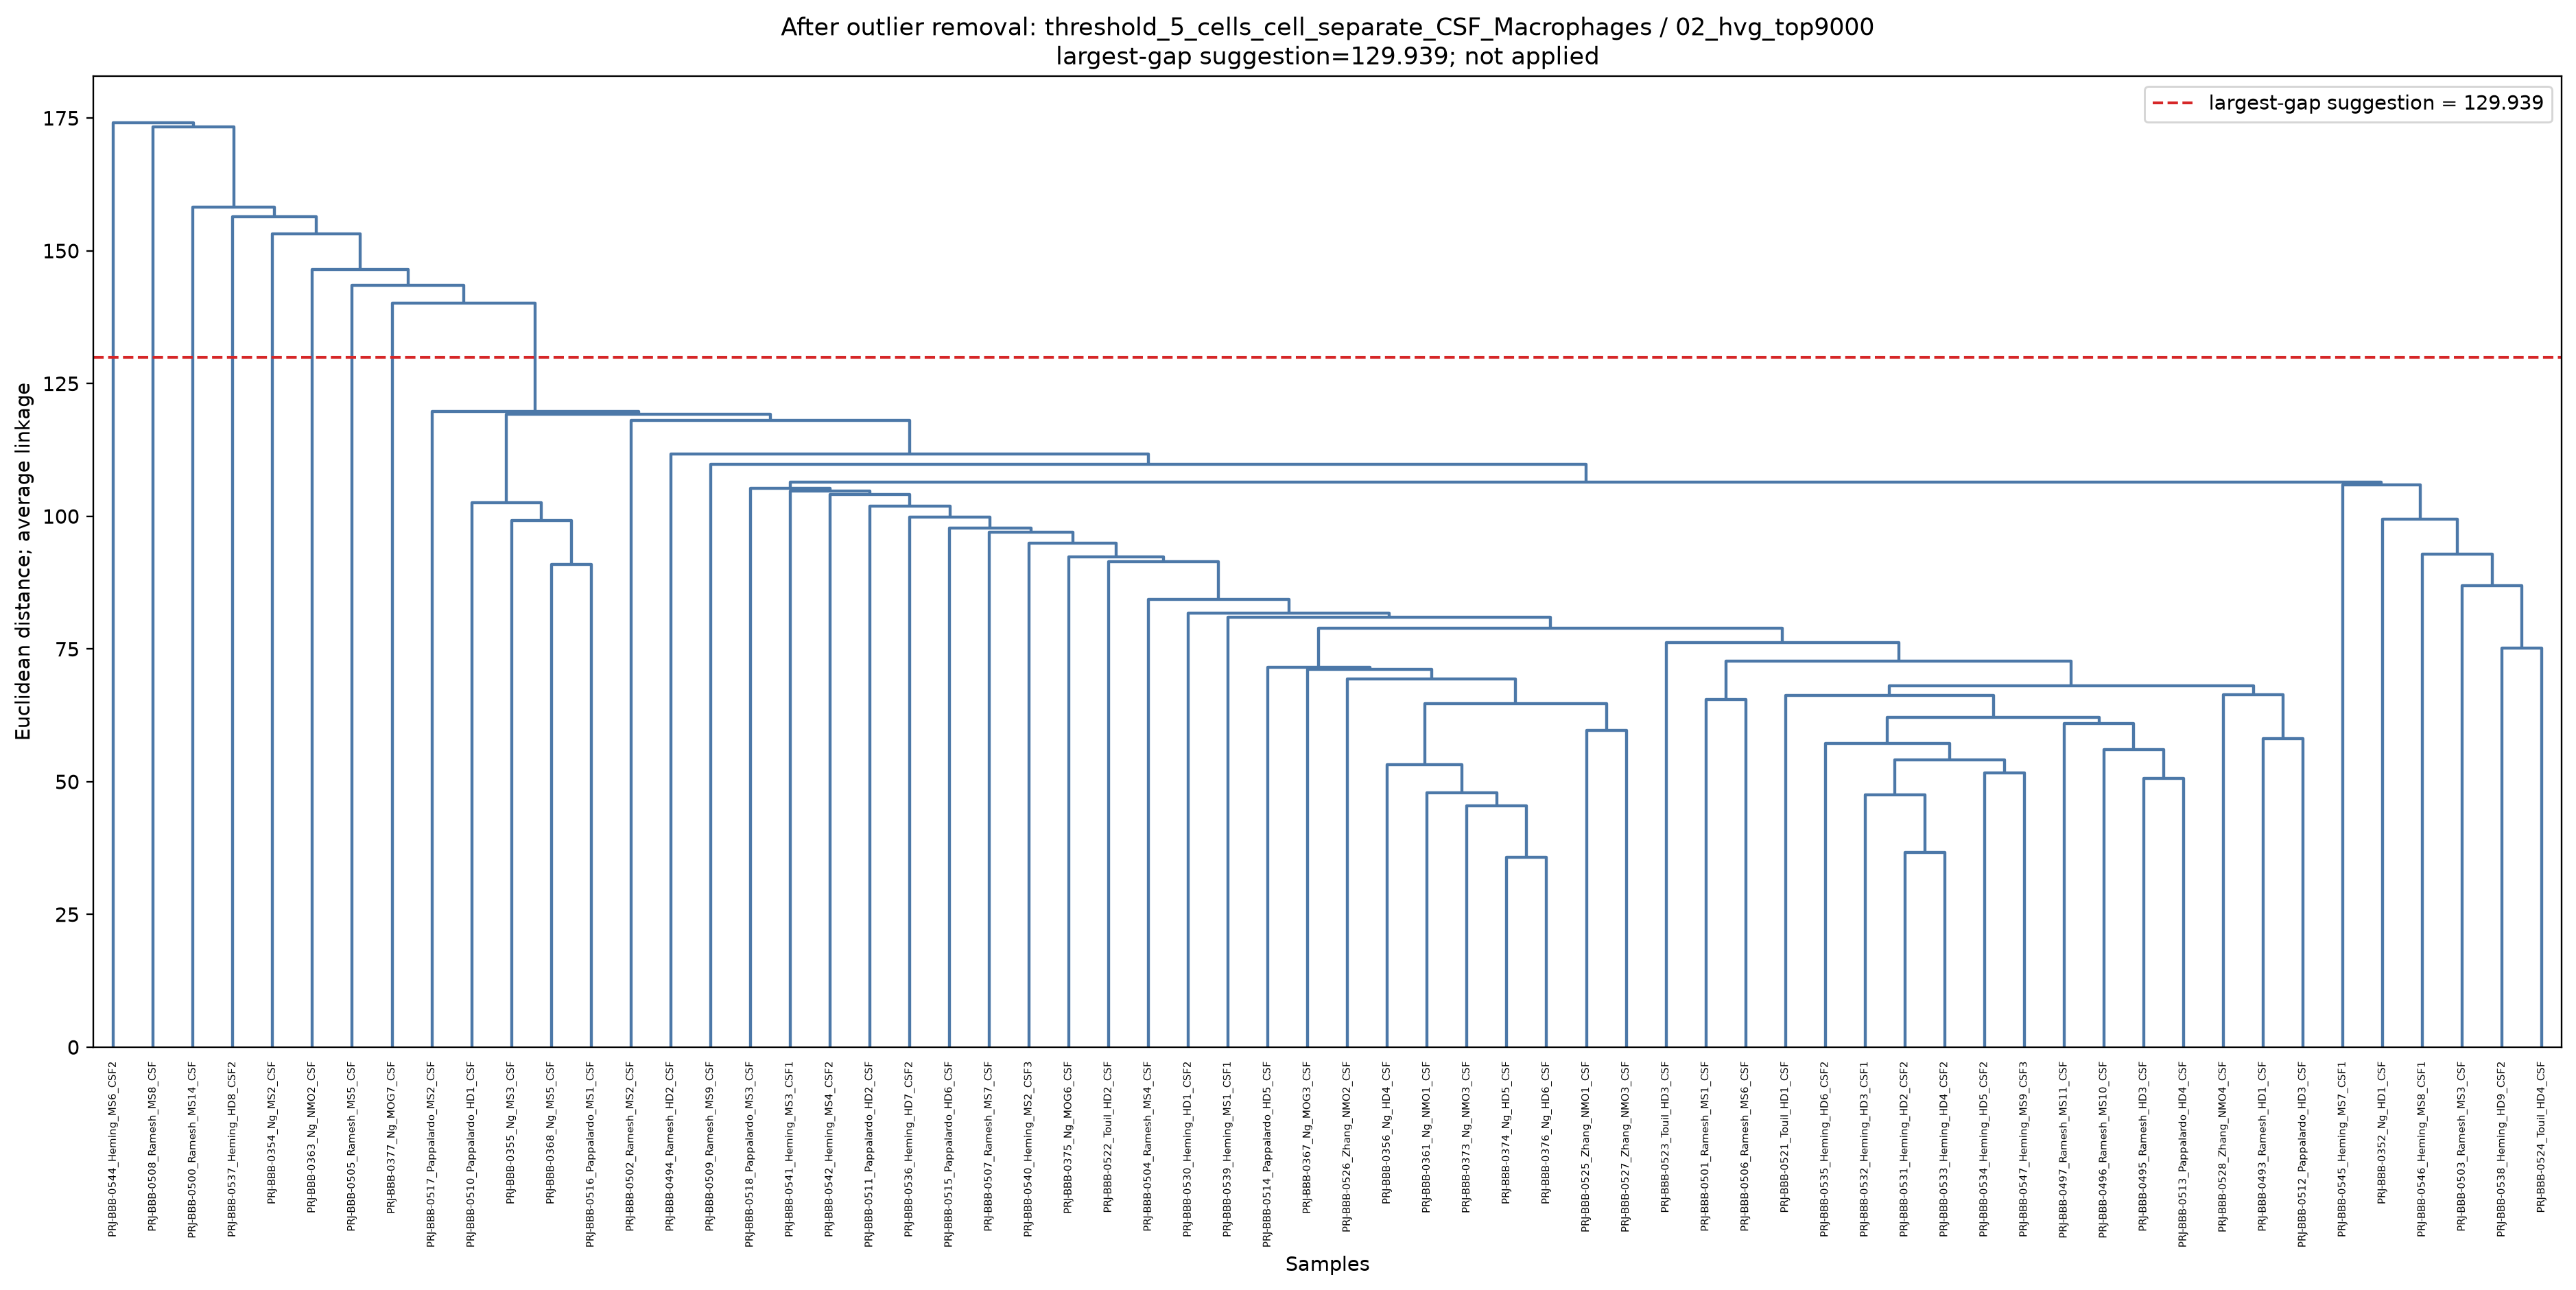 After outlier removal: threshold_5_cells_cell_separate_CSF_Macrophages / 02_hvg_top9000
largest-gap suggestion=129.939; not applied
largest-gap suggestion = 129.939
175
150
125
100
75
50
25
0
Euclidean distance; average linkage
PRJ-BBB-0544_Heming_MS6_CSF2
PRJ-BBB-0508_Ramesh_MS8_CSF
PRJ-BBB-0500_Ramesh_MS14_CSF
PRJ-BBB-0537_Heming_HD8_CSF2
PRJ-BBB-0354_Ng_MS2_CSF
PRJ-BBB-0363_Ng_NMO2_CSF
PRJ-BBB-0505_Ramesh_MS5_CSF
PRJ-BBB-0377_Ng_MOG7_CSF
PRJ-BBB-0517_Pappalardo_MS2_CSF
PRJ-BBB-0510_Pappalardo_HD1_CSF
PRJ-BBB-0355_Ng_MS3_CSF
PRJ-BBB-0368_Ng_MS5_CSF
PRJ-BBB-0516_Pappalardo_MS1_CSF
PRJ-BBB-0502_Ramesh_MS2_CSF
PRJ-BBB-0494_Ramesh_HD2_CSF
PRJ-BBB-0509_Ramesh_MS9_CSF
PRJ-BBB-0518_Pappalardo_MS3_CSF
PRJ-BBB-0541_Heming_MS3_CSF1
PRJ-BBB-0542_Heming_MS4_CSF2
PRJ-BBB-0511_Pappalardo_HD2_CSF
PRJ-BBB-0536_Heming_HD7_CSF2
PRJ-BBB-0515_Pappalardo_HD6_CSF
PRJ-BBB-0507_Ramesh_MS7_CSF
PRJ-BBB-0540_Heming_MS2_CSF3
PRJ-BBB-0375_Ng_MOG6_CSF
PRJ-BBB-0522_Touil_HD2_CSF
PRJ-BBB-0504_Ramesh_MS4_CSF
PRJ-BBB-0530_Heming_HD1_CSF2
PRJ-BBB-0539_Heming_MS1_CSF1
PRJ-BBB-0514_Pappalardo_HD5_CSF
PRJ-BBB-0367_Ng_MOG3_CSF
PRJ-BBB-0526_Zhang_NMO2_CSF
PRJ-BBB-0356_Ng_HD4_CSF
PRJ-BBB-0361_Ng_NMO1_CSF
PRJ-BBB-0373_Ng_NMO3_CSF
PRJ-BBB-0374_Ng_HD5_CSF
PRJ-BBB-0376_Ng_HD6_CSF
PRJ-BBB-0525_Zhang_NMO1_CSF
PRJ-BBB-0527_Zhang_NMO3_CSF
PRJ-BBB-0523_Touil_HD3_CSF
PRJ-BBB-0501_Ramesh_MS1_CSF
PRJ-BBB-0506_Ramesh_MS6_CSF
PRJ-BBB-0521_Touil_HD1_CSF
PRJ-BBB-0535_Heming_HD6_CSF2
PRJ-BBB-0532_Heming_HD3_CSF1
PRJ-BBB-0531_Heming_HD2_CSF2
PRJ-BBB-0533_Heming_HD4_CSF2
PRJ-BBB-0534_Heming_HD5_CSF2
PRJ-BBB-0547_Heming_MS9_CSF3
PRJ-BBB-0497_Ramesh_MS11_CSF
PRJ-BBB-0496_Ramesh_MS10_CSF
PRJ-BBB-0495_Ramesh_HD3_CSF
PRJ-BBB-0513_Pappalardo_HD4_CSF
PRJ-BBB-0528_Zhang_NMO4_CSF
PRJ-BBB-0493_Ramesh_HD1_CSF
PRJ-BBB-0512_Pappalardo_HD3_CSF
PRJ-BBB-0545_Heming_MS7_CSF1
PRJ-BBB-0352_Ng_HD1_CSF
PRJ-BBB-0546_Heming_MS8_CSF1
PRJ-BBB-0503_Ramesh_MS3_CSF
PRJ-BBB-0538_Heming_HD9_CSF2
PRJ-BBB-0524_Touil_HD4_CSF
Samples